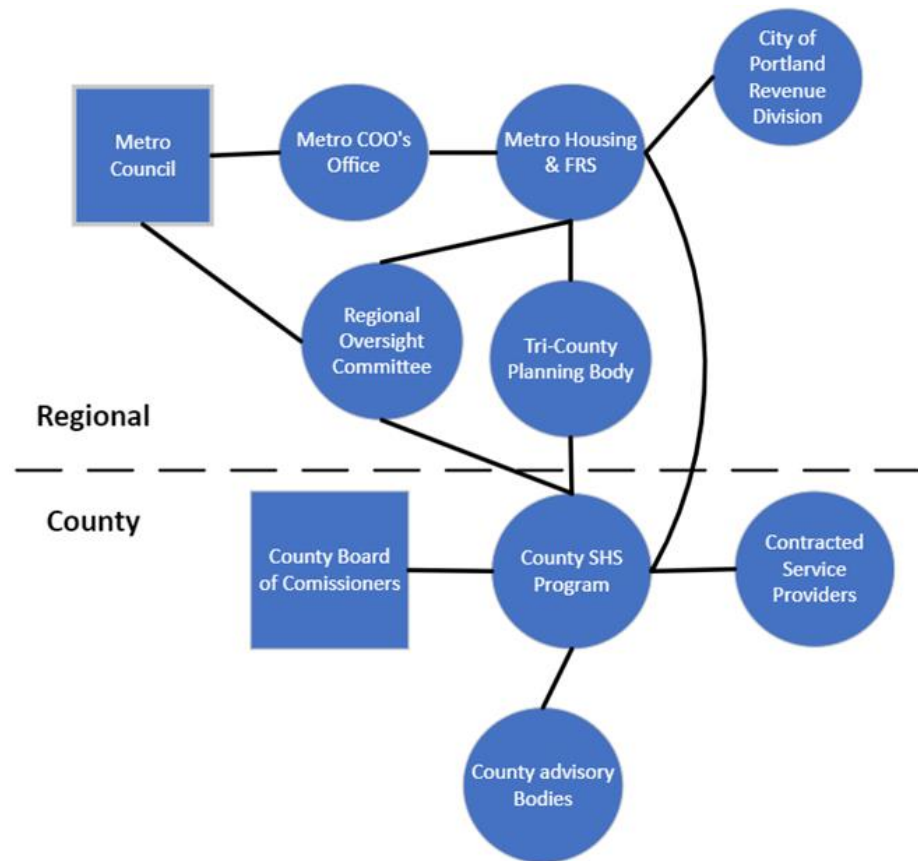 City of
Portland
Revenue
Division
Metro
Council
Metro COO's
Office
Metro Housing
& FRS
Regional
Oversight
Committee
Tri-County
Planning Body
Regional
County
County Board
of Comissioners
County SHS
Program
Contracted
Service
Providers
County advisory
Bodies